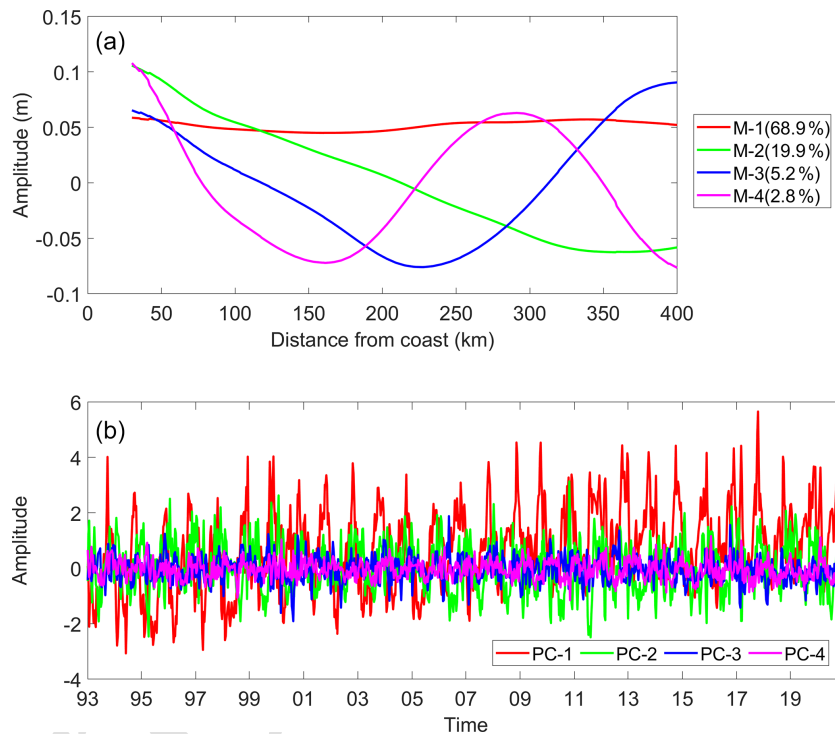 (a)
0.15
0.1
0.05
0
-0.05
-0.1
Amplitude (m)
0 50 100 150 200 250 300 350 400
Distance from coast (km)
M-1(68.9%)
M-2(19.9%)
M-3(5.2%)
M-4(2.8%)
(b)
6
4
2
0
-2
-4
Amplitude
PC-1 PC-2 PC-3 PC-4
93 95 97 99 01 03 05 07 09 11 13 15 17 19
Time